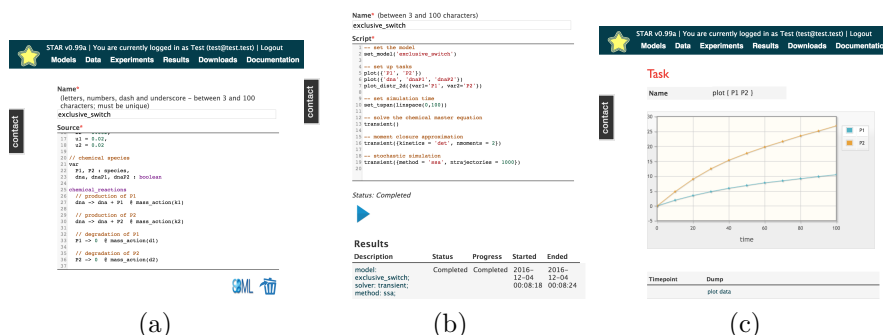 STAR v0.99a | You are currently logged in as Test (test@test.test) | Logout
Models Data Experiments Results Downloads Documentation
contact
contact
Name*
(letters, numbers, dash and underscore – between 3 and 100
characters; must be unique)
exclusive_switch
Source*
17 u1 = 0.02,
18 u2 = 0.02
19
20 // chemical species
21 var
22 P1, P2 : species,
23 dna, dnaP1, dnaP2 : boolean
24
25 chemical_reactions
26 // production of P1
27 dna -> dna + P1 @ mass_action(k1)
28
29 // production of P2
30 dna -> dna + P2 @ mass_action(k2)
31
32 // degradation of P1
33 P1 -> 0 @ mass_action(d1)
34
35 // degradation of P2
36 P2 -> 0 @ mass_action(d2)
37
ML
(a)
Name* (between 3 and 100 characters)
exclusive_switch
Script*
1 -- set the model
2 set_model('exclusive_switch')
3
4 -- set up tasks
5 plot({'P1', 'P2'})
6 plot({'dna', 'dnaP1', 'dnaP2'})
7 plot_distr_2d({var1='P1', var2='P2'})
8
9 -- set simulation time
10 set_tspan(linspace(0,100))
11
12 -- solve the chemical master equation
13 transient()
14
15 -- moment closure approximation
16 transient({kinetics = 'det', nmoments = 2})
17
18 -- stochastic simulation
19 transient({method = 'ssa', ntrajectories = 1000})
20
Status: Completed
Results
Description Status Progress Started Ended
model: Completed Completed 2016– 2016–
exclusive_switch; 12–04 12–04
solver: transient; 00:08:18 00:08:24
method: ssa;
(b)
STAR v0.99a | You are currently logged in as Test (test@test.test) | Logout
Models Data Experiments Results Downloads Documentatio
contact
Task
Name plot { P1 P2 }
30
25
20
15
10
5
0
-5
0 20 40 60 80 100
time
P1
P2
Timepoint Dump
plot data
(c)